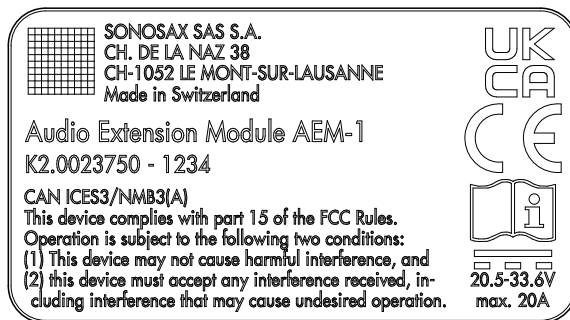 SONOSAX SAS S.A.
CH. DE LA NAZ 38
CH-1052 LE MONT-SUR-LAUSANNE
Made in Switzerland
Audio Extension Module AEM-1
K2.0023750 - 1234
CAN ICES3/NMB3(A)
This device complies with part 15 of the FCC Rules.
Operation is subject to the following two conditions:
(1) This device may not cause harmful interference, and
(2) this device must accept any interference received, in-
cluding interference that may cause undesired operation.
UK
CA
CE
i
20.5-33.6V
max. 20A